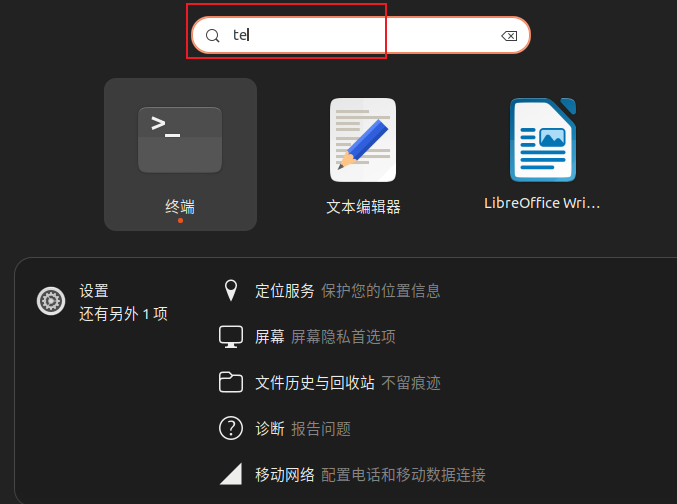 te
终端
文本编辑器
LibreOffice Wri…
设置
还有另外 1 项
定位服务 保护您的位置信息
屏幕 屏幕隐私首选项
文件历史与回收站 不留痕迹
诊断 报告问题
移动网络 配置电话和移动数据连接